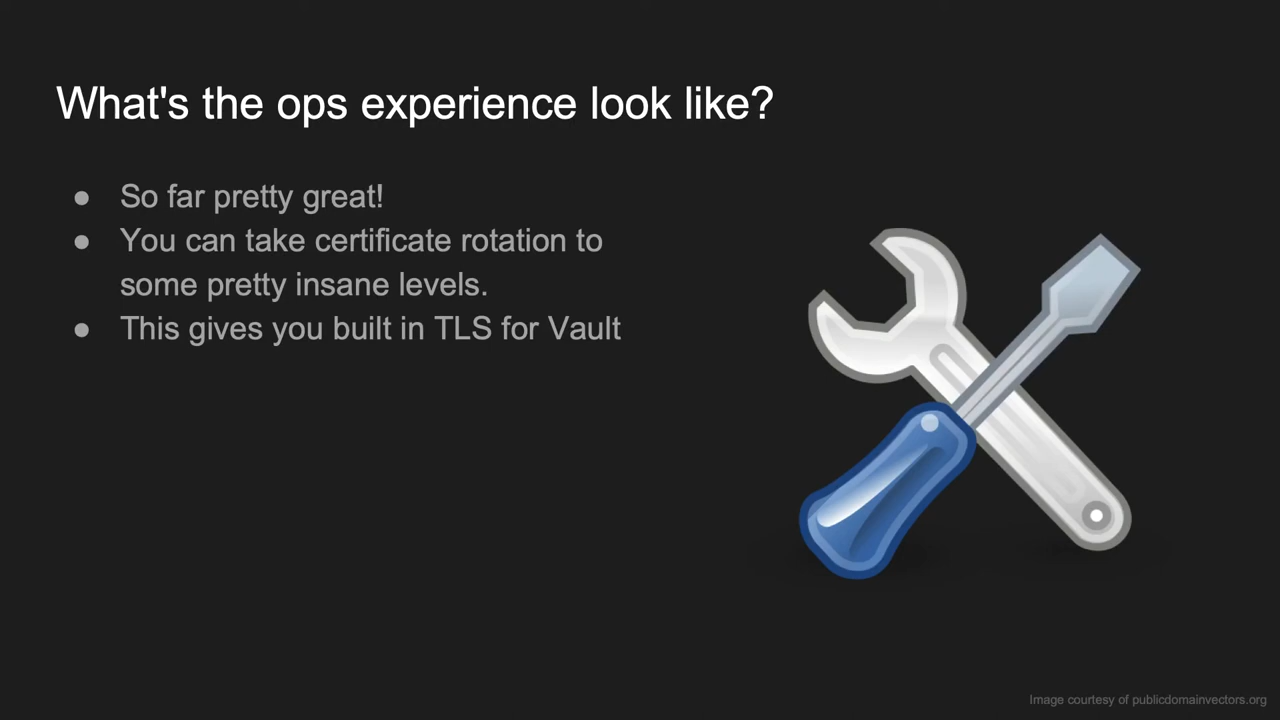 What's the ops experience look like?
● So far pretty great!
● You can take certificate rotation to
some pretty insane levels.
● This gives you built in TLS for Vault
Image courtesy of publicdomainvectors.org